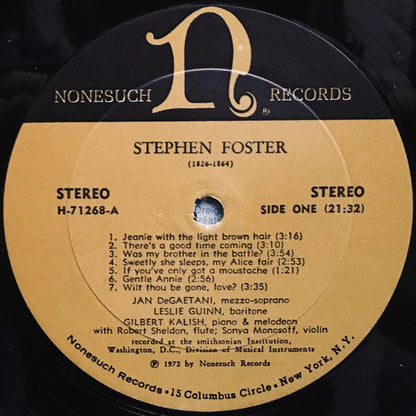 n
NONESUCH RECORDS
STEPHEN FOSTER
(1826-1864)
STEREO STEREO
H-71268-A SIDE ONE (21:32)
1. Jeanie with the light brown hair (3:16)
2. There's a good time coming (3:10)
3. Was my brother in the battle? (3:54)
4. Sweetly she sleeps, my Alice fair (2:53)
5. If you've only got a moustache (1:21)
6. Gentle Annie (2:56)
7. Wilt thou be gone, love? (3:35)
JAN DeGAETANI, mezzo-soprano
LESLIE GUINN, baritone
GILBERT KALISH, piano & melodeon
with Robert Sheldon, flute; Sonya Monosoff, violin
recorded at the smithsonian Institution,
Washington, D.C., Division of Musical Instruments
Ⓟ 1972 by Nonesuch Records
Nonesuch Records • 15 Columbus Circle • New York, N.Y.